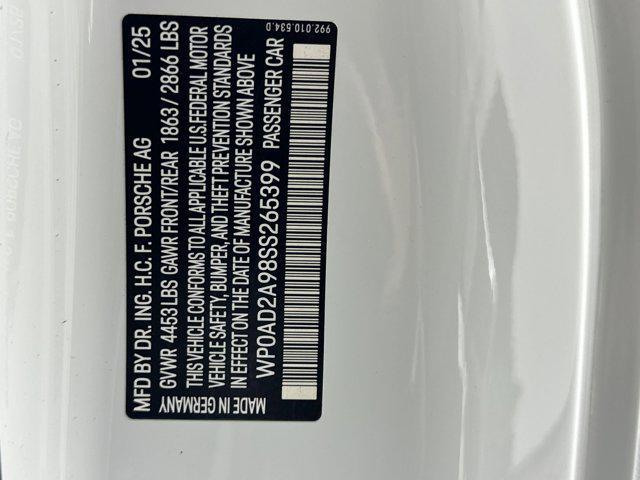 992.010.534.0
MFD BY DR. ING. H.C. F. PORSCHE AG 01/25
GVWR 4453 LBS GAWR FRONT/REAR 1863 / 2866 LBS
THIS VEHICLE CONFORMS TO ALL APPLICABLE U.S. FEDERAL MOTOR
VEHICLE SAFETY, BUMPER, AND THEFT PREVENTION STANDARDS
IN EFFECT ON THE DATE OF MANUFACTURE SHOWN ABOVE
WP0AD2A98SS265399 PASSENGER CAR
MADE IN GERMANY